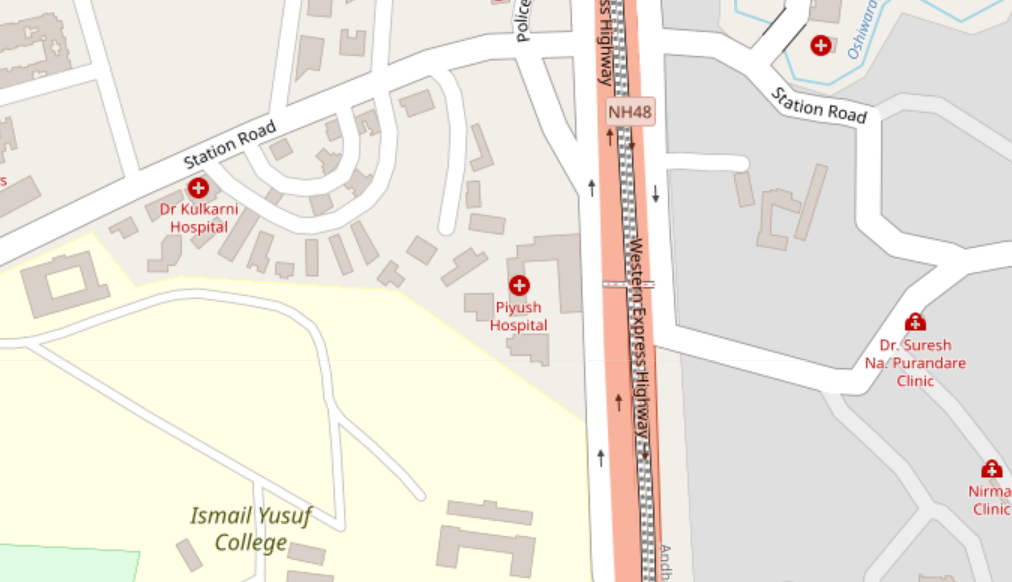 Police
ss Highway
Oshiwara
NH48
Station Road
Station Road
s
Dr Kulkarni
Hospital
Western Express Highway
Piyush
Hospital
Dr. Suresh
Na. Purandare
Clinic
Nirma
Clinic
Ismail Yusuf
College
Andh